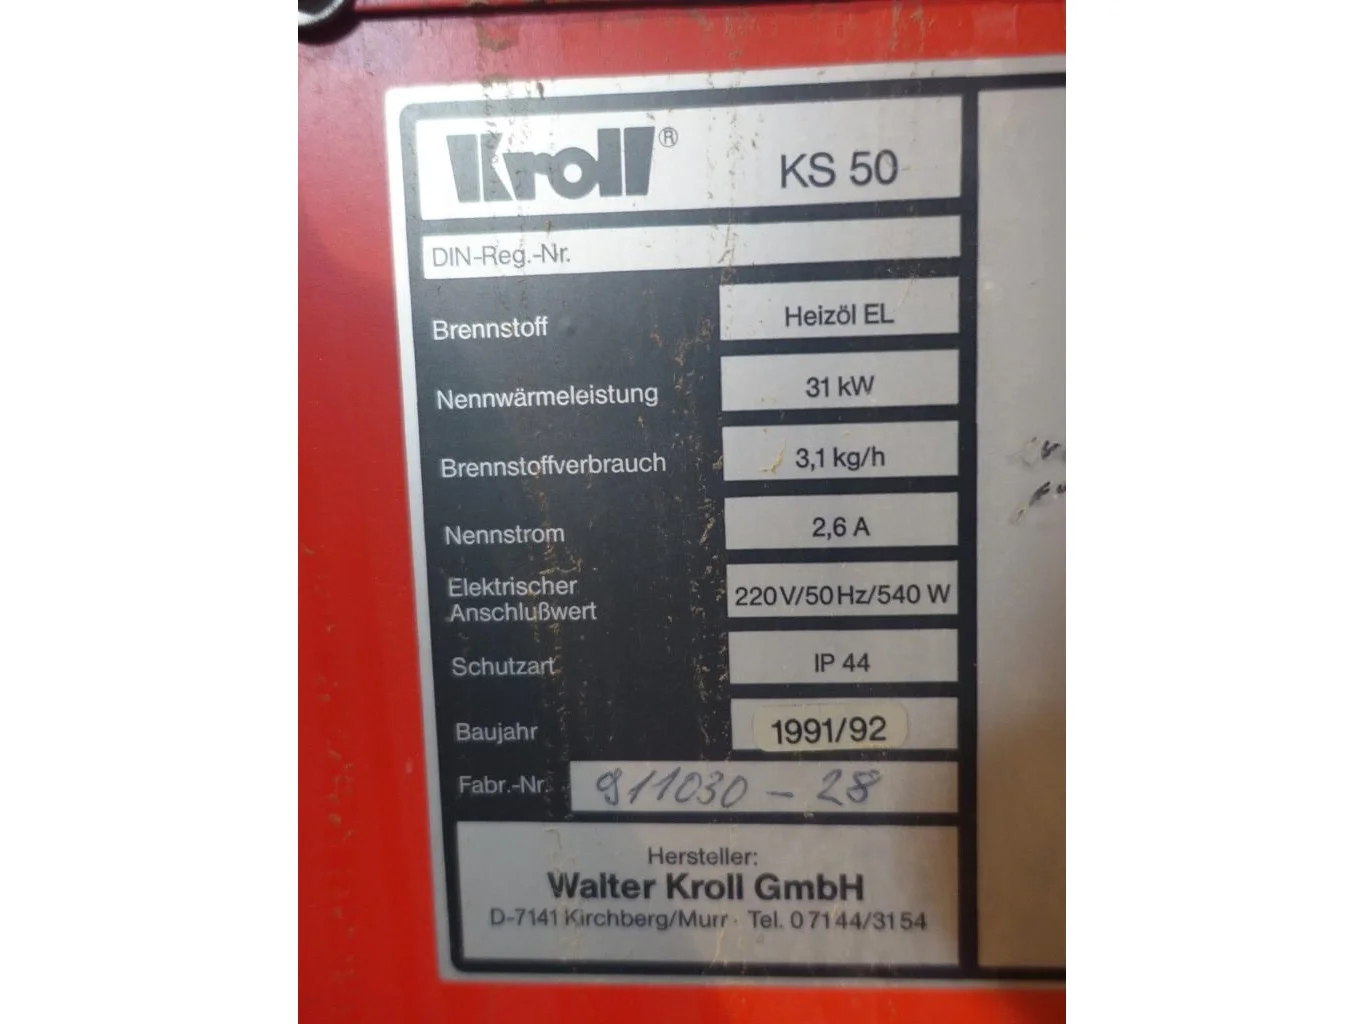 Kroll® KS 50
DIN-Reg.-Nr.
Brennstoff Heizöl EL
Nennwärmeleistung 31 kW
Brennstoffverbrauch 3,1 kg/h
Nennstrom 2,6 A
Elektrischer
Anschlußwert 220V/50Hz/540 W
Schutzart IP 44
Baujahr 1991/92
Fabr.-Nr. 911030-28
Hersteller:
Walter Kroll GmbH
D-7141 Kirchberg/Murr · Tel. 07144/3154